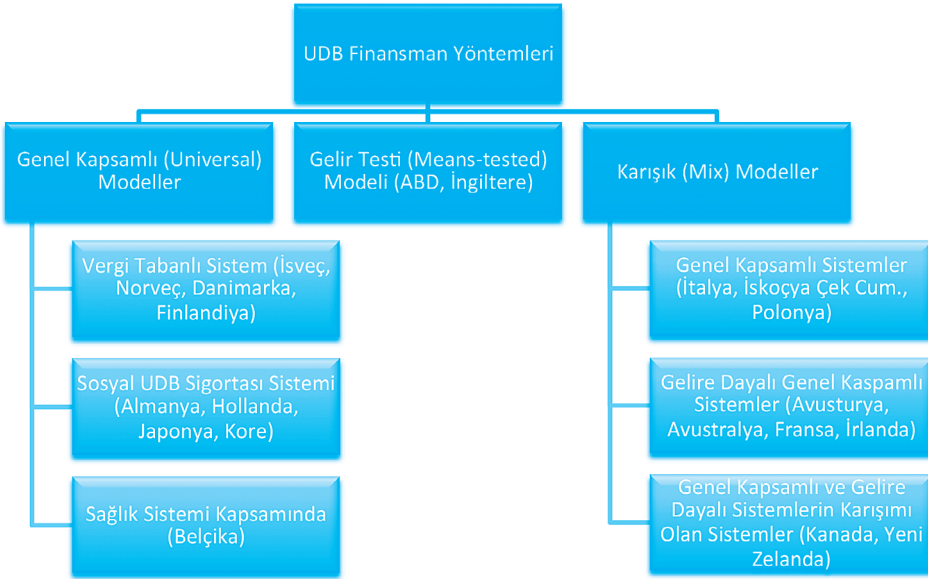 UDB Finansman Yöntemleri
Genel Kapsamlı (Universal)
Modeller
Vergi Tabanlı Sistem (İsveç,
Norveç, Danimarka,
Finlandiya)
Sosyal UDB Sigortası Sistemi
(Almanya, Hollanda,
Japonya, Kore)
Sağlık Sistemi Kapsamında
(Belçika)
Gelir Testi (Means-tested)
Modeli (ABD, İngiltere)
Karışık (Mix) Modeller
Genel Kapsamlı Sistemler
(İtalya, İskoçya Çek Cum.,
Polonya)
Gelire Dayalı Genel Kaspamlı
Sistemler (Avusturya,
Avustralya, Fransa, İrlanda)
Genel Kapsamlı ve Gelire
Dayalı Sistemlerin Karışımı
Olan Sistemler (Kanada, Yeni
Zelanda)